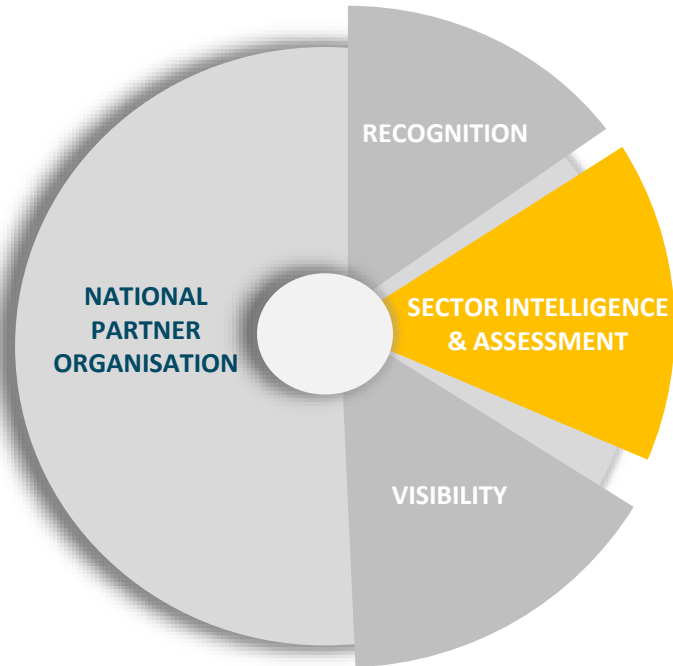 RECOGNITION
SECTOR INTELLIGENCE
& ASSESSMENT
NATIONAL
PARTNER
ORGANISATION
VISIBILITY